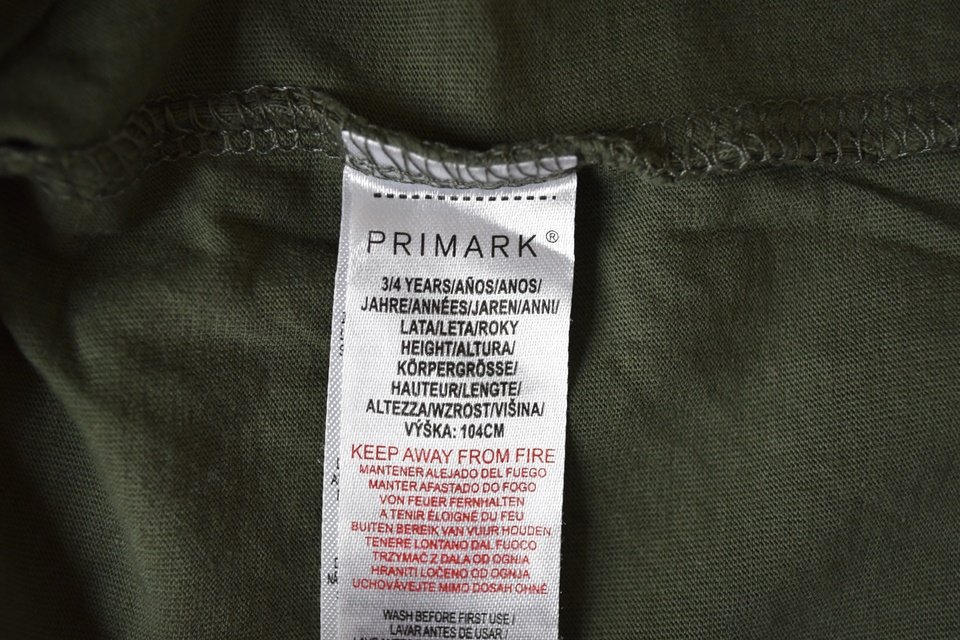 PRIMARK®
3/4 YEARS/AÑOS/ANOS/
JAHRE/ANNÉES/JAREN/ANNI/
LATA/LETA/ROKY
HEIGHT/ALTURA/
KÖRPERGRÖSSE/
HAUTEUR/LENGTE/
ALTEZZA/WZROST/VIŠINA/
VÝŠKA: 104CM
KEEP AWAY FROM FIRE
MANTENER ALEJADO DEL FUEGO
MANTER AFASTADO DO FOGO
VON FEUER FERNHALTEN
A TENIR ÉLOIGNÉ DU FEU
BUITEN BEREIK VAN VUUR HOUDEN
TENERE LONTANO DAL FUOCO
TRZYMAĆ Z DALA OD OGNIA
HRANITI LOČENO OD OGNJA
UCHOVÁVEJTE MIMO DOSAH OHNĚ
WASH BEFORE FIRST USE /
LAVAR ANTES DE USAR /